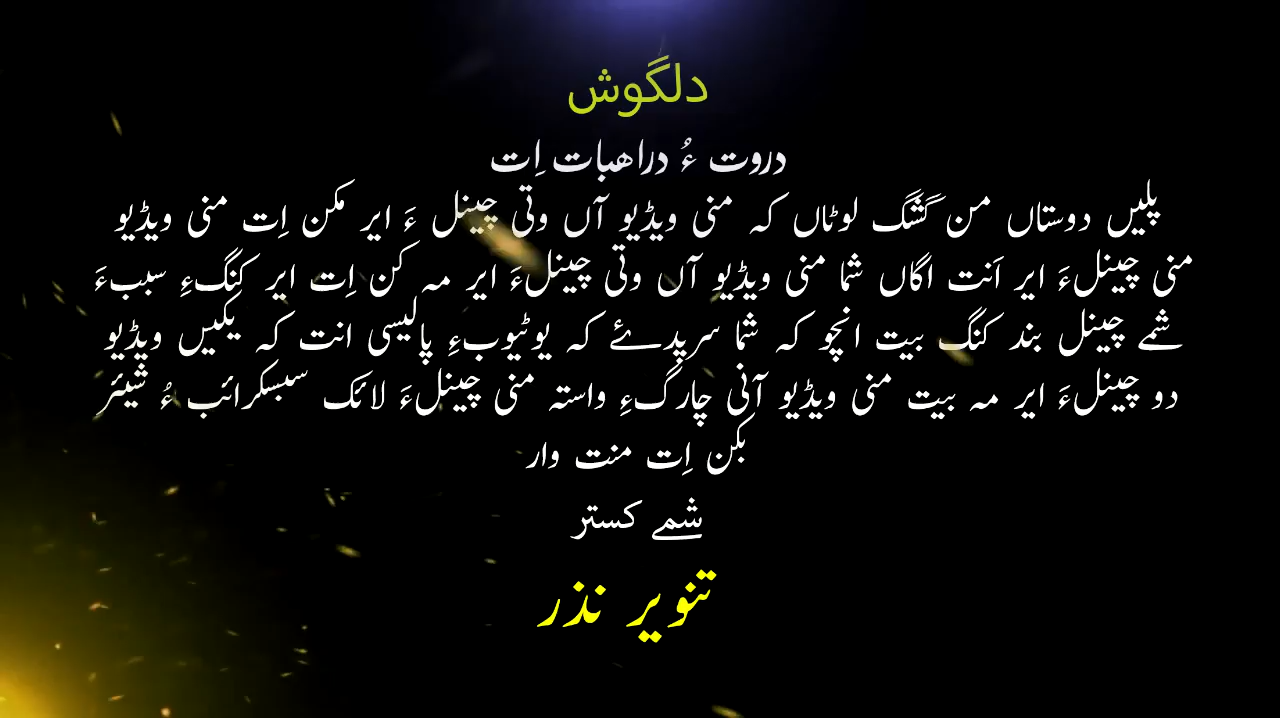 دلگوش
دروت ءُ دراھبات اِت
پلیں دوستاں من گشگ لوٹاں کہ منی ویڈیو آں وتی چینل ءَ ایر مکن اِت منی ویڈیو
منی چینلءَ ایر اَنت اگاں شما منی ویڈیو آں وتی چینلءَ ایر مہ کن اِت ایر کنگءِ سببءَ
شمے چینل بند کنگ بیت انچو کہ شما سرپدئے کہ یوٹیوبءِ پالیسی انت کہ یکیں ویڈیو
دو چینلءَ ایر مہ بیت منی ویڈیو آنی چارگءِ واستہ منی چینلءَ لائک سبسکرائب ءُ شیئر
بکن اِت منت وار
شمے کستر
تنویر نذر